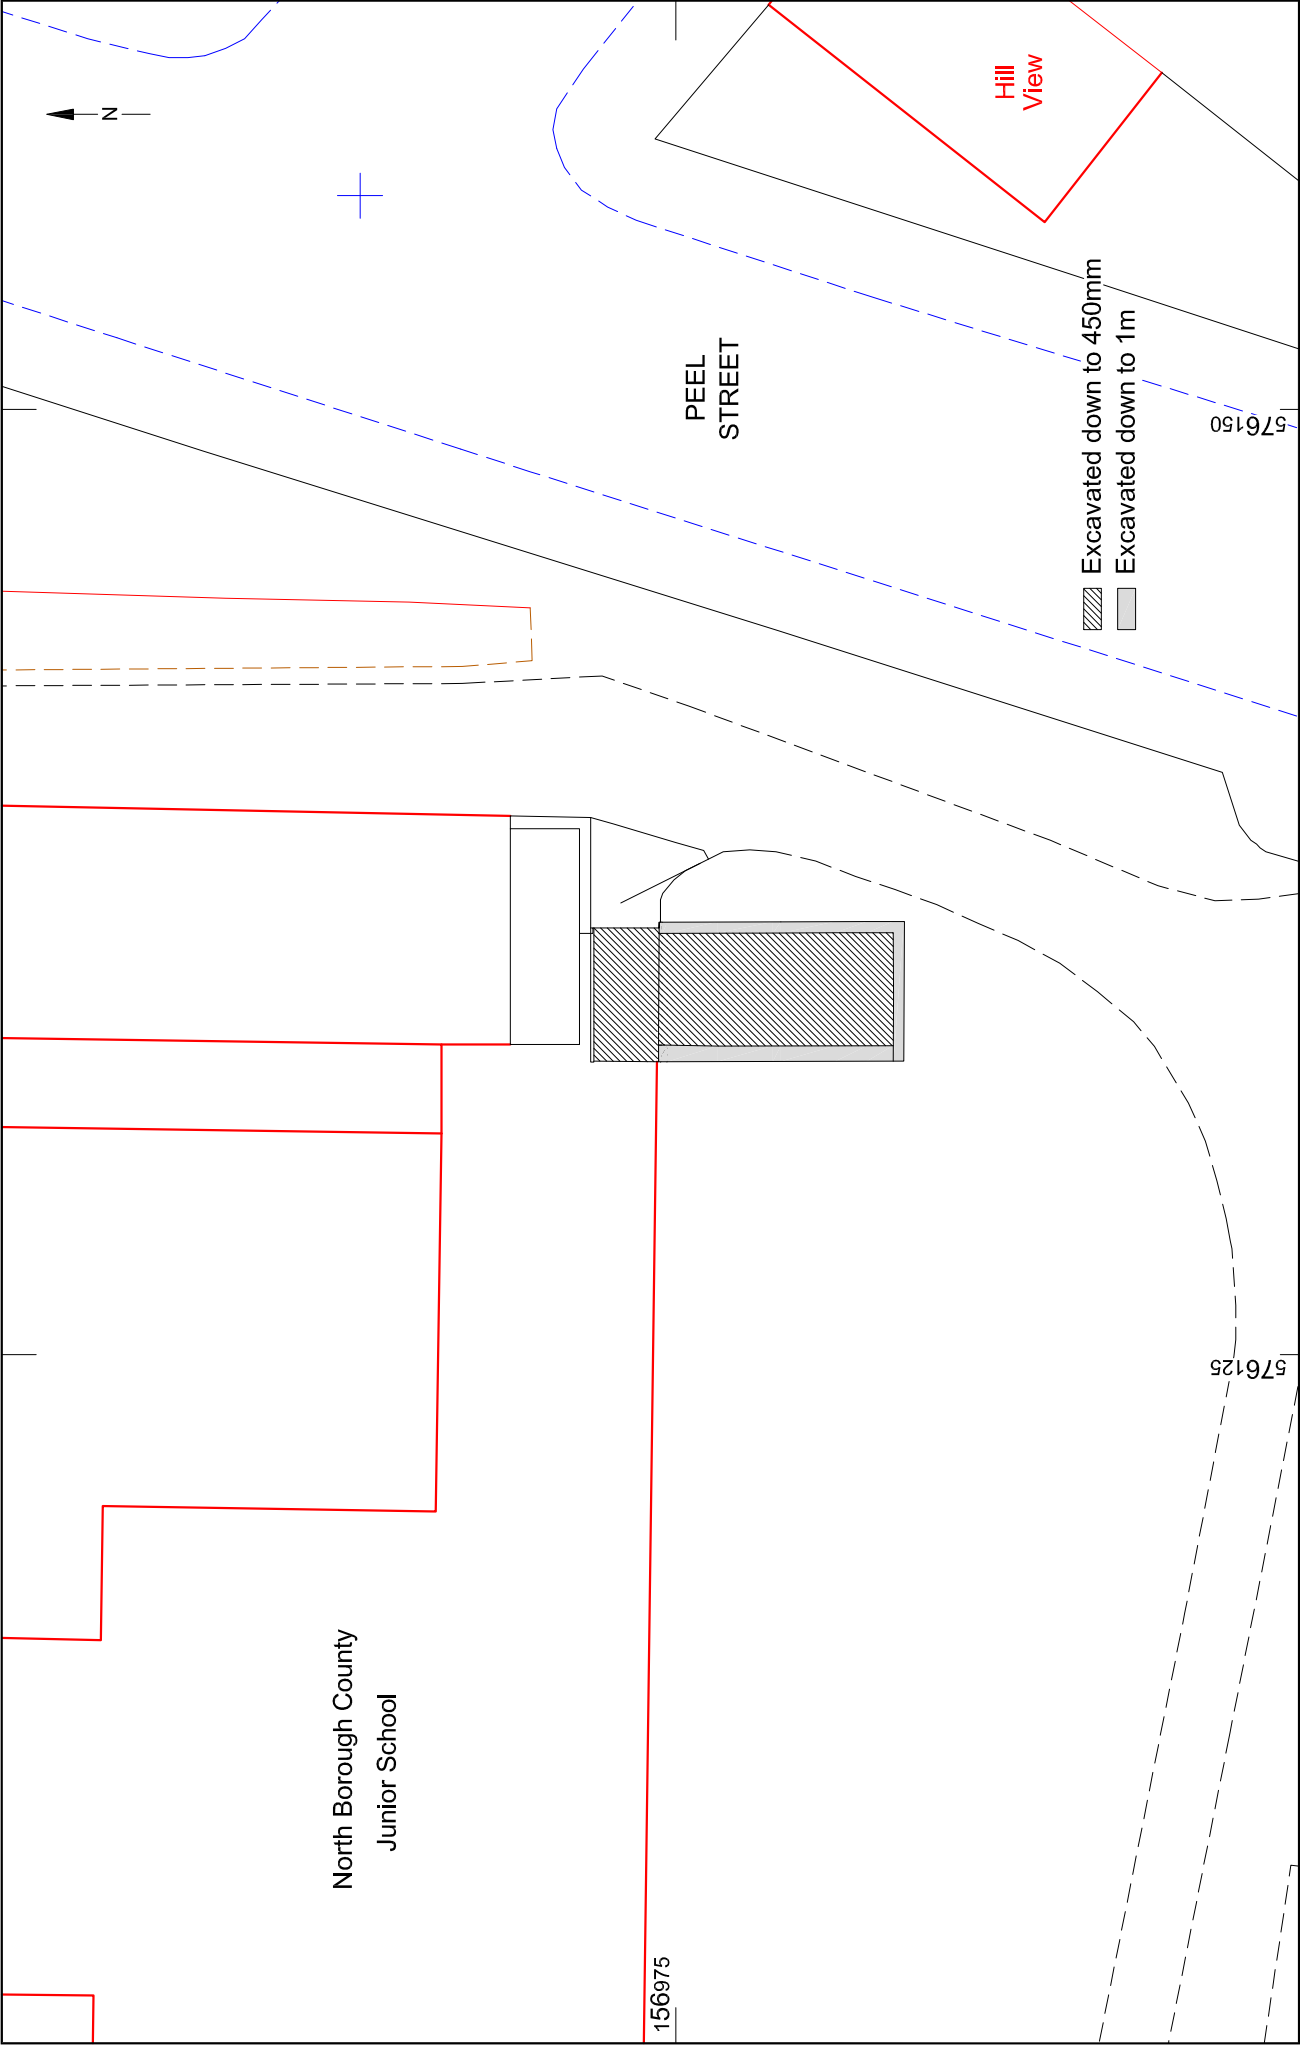 N
Hill
View
PEEL
STREET
Excavated down to 450mm
Excavated down to 1m
576150
576125
North Borough County
Junior School
156975